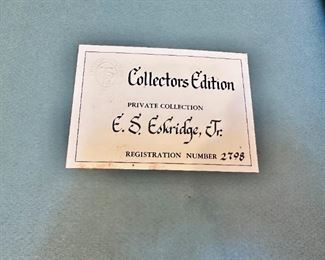 Collectors Edition
PRIVATE COLLECTION
E. S. Eskridge, Jr.
REGISTRATION NUMBER 2798